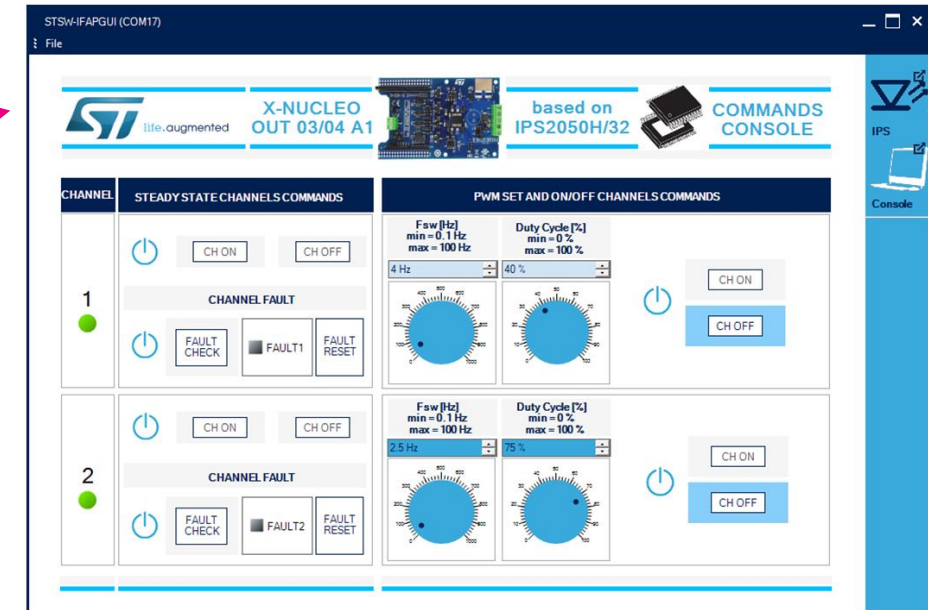 STSW-IFAPGUI (COM17)
File
life.augmented
X-NUCLEO
OUT 03/04 A1
based on
IPS2050H/32
COMMANDS
CONSOLE
IPS
Console
CHANNEL
STEADY STATE CHANNELS COMMANDS
PWM SET AND ON/OFF CHANNELS COMMANDS
1
CH ON
CH OFF
CHANNEL FAULT
FAULT
CHECK
FAULT1
FAULT
RESET
Fsw [Hz]
min = 0.1 Hz
max = 100 Hz
4 Hz
Duty Cycle [%]
min = 0 %
max = 100 %
40 %
CH ON
CH OFF
2
CH ON
CH OFF
CHANNEL FAULT
FAULT
CHECK
FAULT2
FAULT
RESET
Fsw [Hz]
min = 0.1 Hz
max = 100 Hz
2.5 Hz
Duty Cycle [%]
min = 0 %
max = 100 %
75 %
CH ON
CH OFF